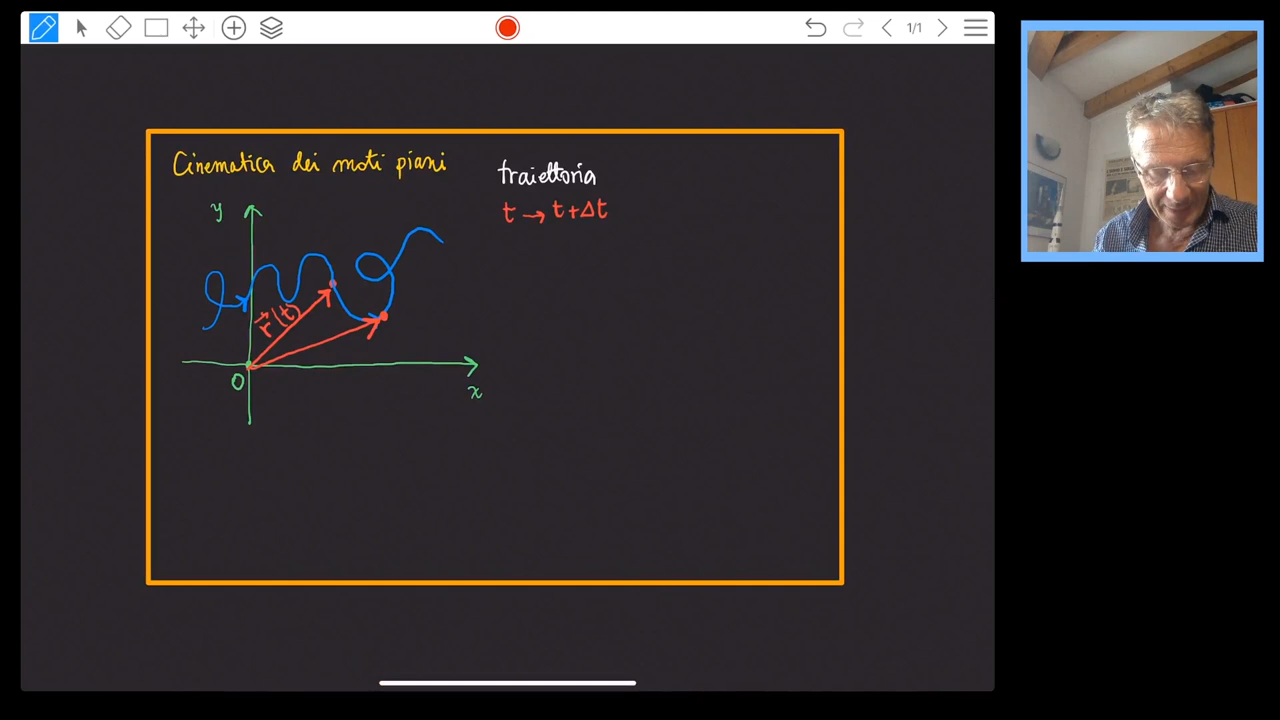 1/1
Cinematica dei moti piani
traiettoria
t → t + Δt
y
r⃗(t)
O
x